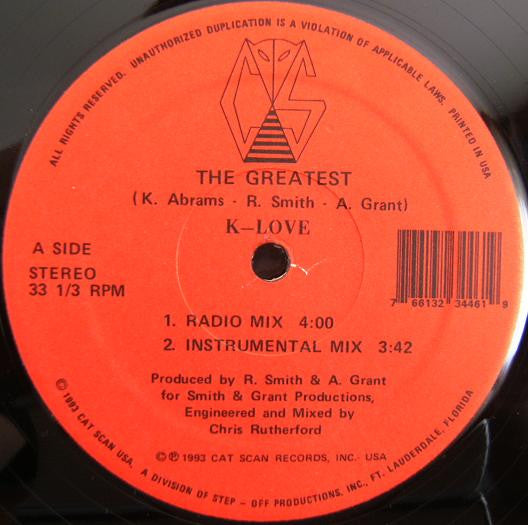 ALL RIGHTS RESERVED. UNAUTHORIZED DUPLICATION IS A VIOLATION OF APPLICABLE LAWS. PRINTED IN USA
CS
THE GREATEST
(K. Abrams - R. Smith - A. Grant)
K-LOVE
A SIDE
STEREO
33 1/3 RPM
7 66132 34461 9
1. RADIO MIX 4:00
2. INSTRUMENTAL MIX 3:42
Produced by R. Smith & A. Grant
for Smith & Grant Productions,
Engineered and Mixed by
Chris Rutherford
© ℗ 1993 CAT SCAN RECORDS, INC. USA
© 1993 CAT SCAN USA. A DIVISION OF STEP - OFF PRODUCTIONS, INC., FT. LAUDERDALE, FLORIDA